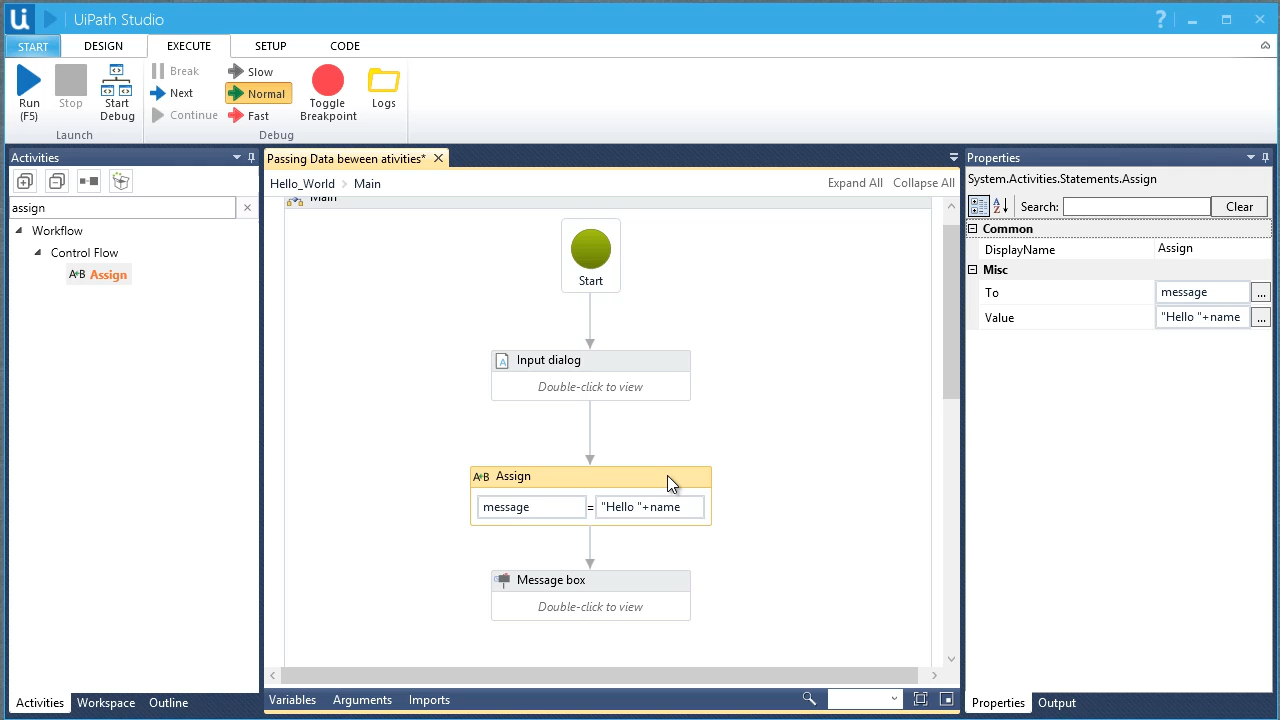 Ui UiPath Studio ?
START DESIGN EXECUTE SETUP CODE
Run (F5)
Stop
Start Debug
Launch
Break
Next
Continue
Slow
Normal
Fast
Toggle Breakpoint
Logs
Debug
Activities
assign
Workflow
Control Flow
A+B Assign
Activities Workspace Outline
Passing Data beween ativities*
Hello_World > Main
Expand All Collapse All
Main
Start
Input dialog
Double-click to view
A+B Assign
message = "Hello "+name
Message box
Double-click to view
Variables Arguments Imports
Properties
System.Activities.Statements.Assign
Search: Clear
Common
DisplayName Assign
Misc
To message ...
Value "Hello "+name ...
Properties Output